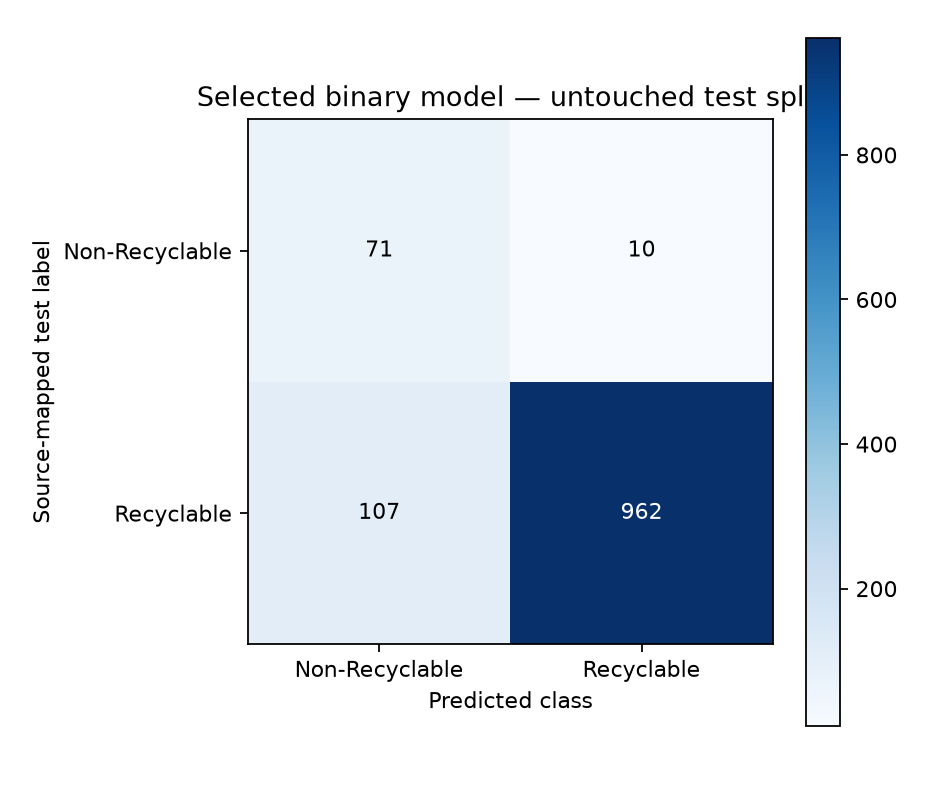 Selected binary model — untouched test spl
800
600
400
200
Source-mapped test label
Non-Recyclable
71
10
Recyclable
107
962
Non-Recyclable
Recyclable
Predicted class